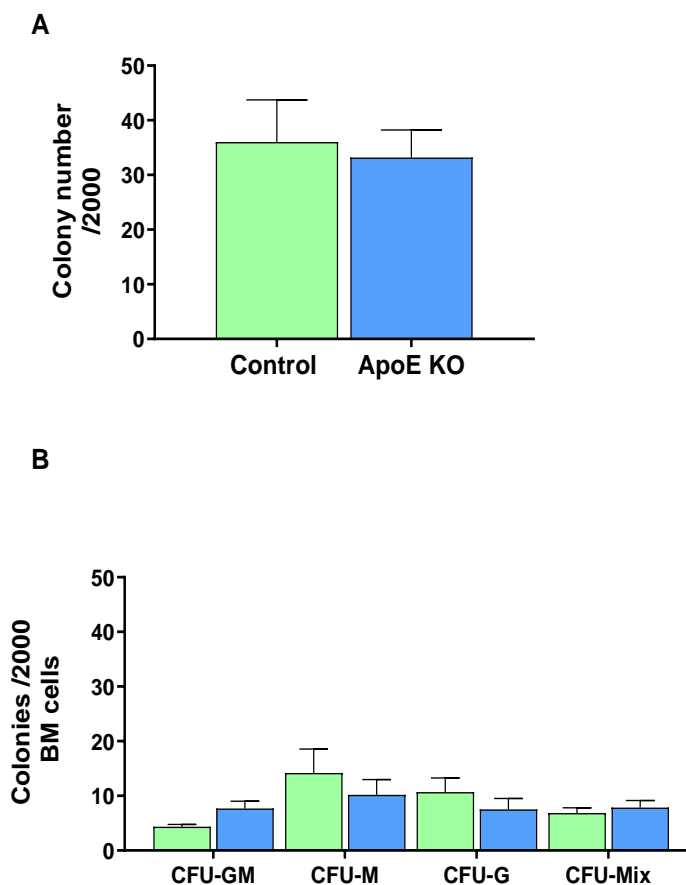 A
50
40
30
20
10
0
Colony number
/2000
Control ApoE KO
B
50
40
30
20
10
0
Colonies /2000
BM cells
CFU-GM CFU-M CFU-G CFU-Mix